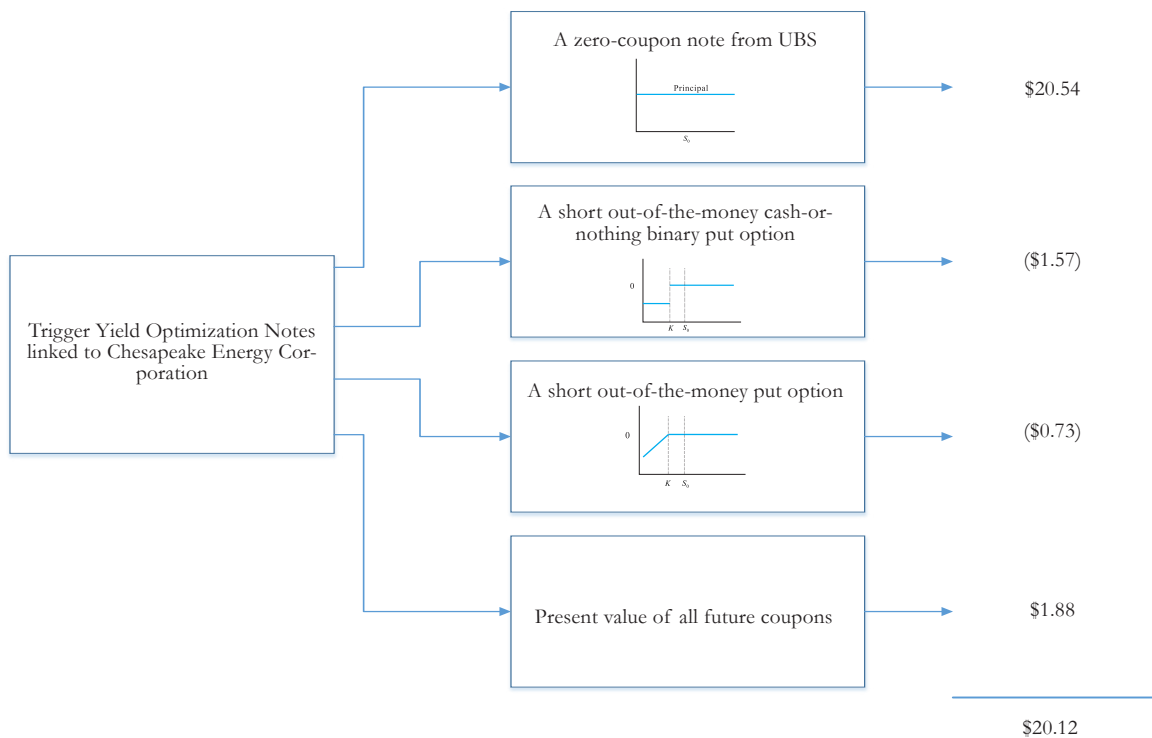 A zero-coupon note from UBS
Principal
S0
$20.54
A short out-of-the-money cash-or-
nothing binary put option
0
K S0
($1.57)
Trigger Yield Optimization Notes
linked to Chesapeake Energy Cor-
poration
A short out-of-the-money put option
0
K S0
($0.73)
Present value of all future coupons
$1.88
$20.12